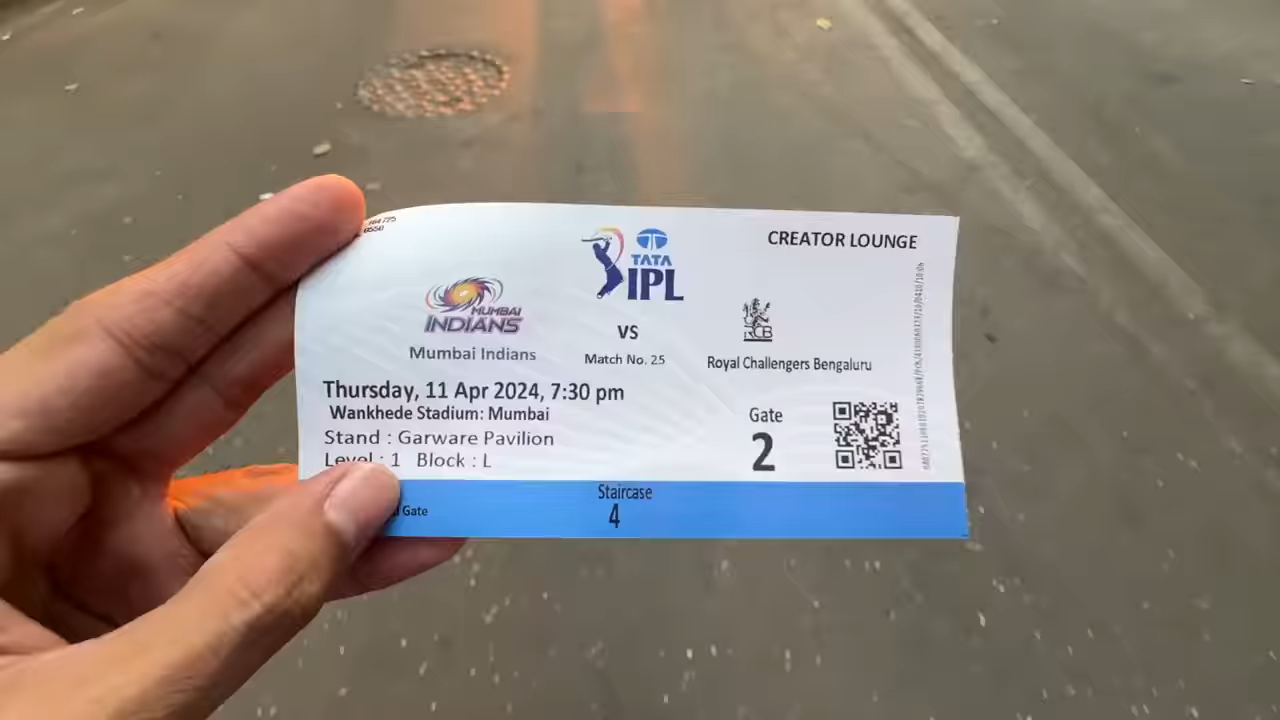 CREATOR LOUNGE
TATA
IPL
MUMBAI
INDIANS
RCB
VS
Mumbai Indians
Match No. 25
Royal Challengers Bengaluru
Thursday, 11 Apr 2024, 7:30 pm
Wankhede Stadium: Mumbai
Stand : Garware Pavilion
Level : 1 Block : L
Gate
2
Staircase
4
Gate